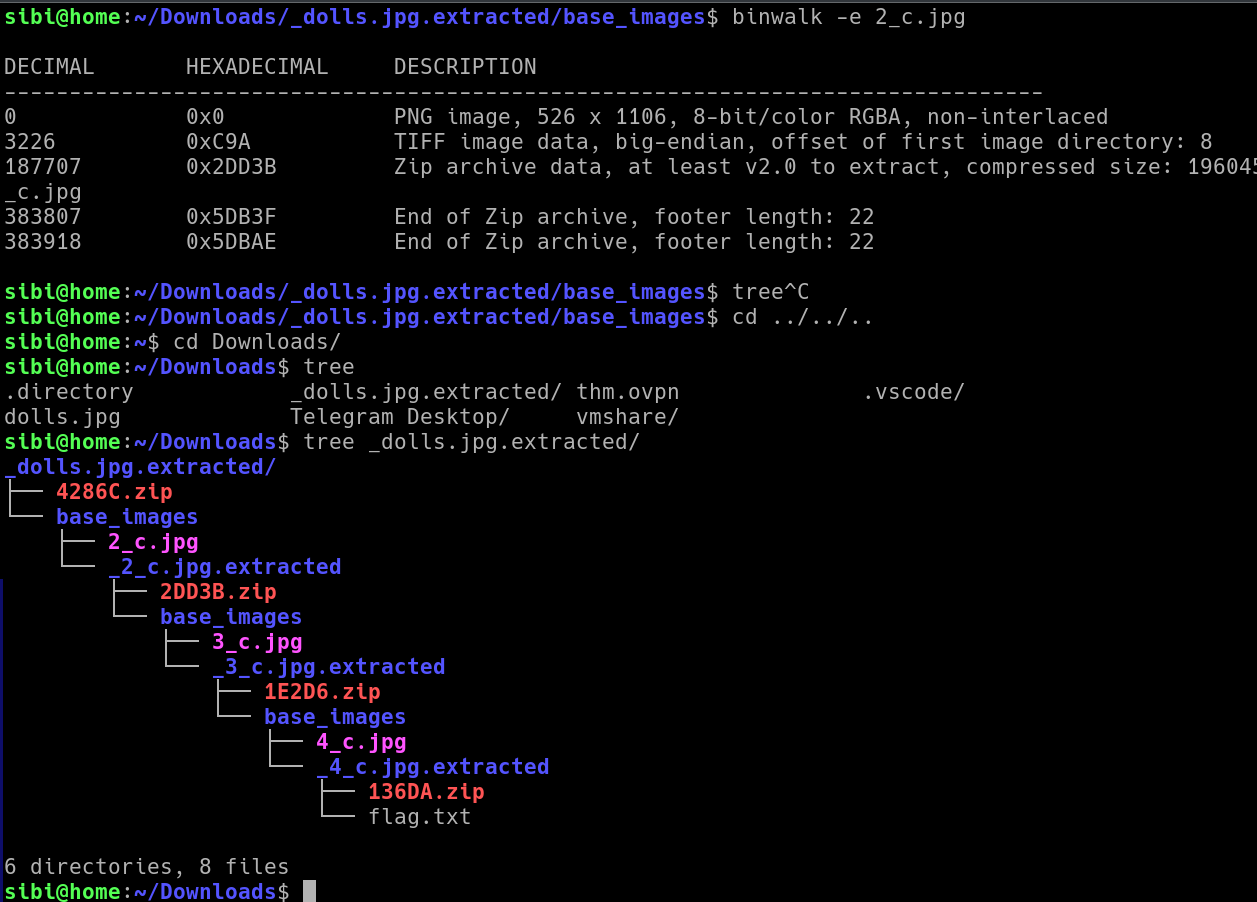 sibi@home:~/Downloads/_dolls.jpg.extracted/base_images$ binwalk -e 2_c.jpg
DECIMAL       HEXADECIMAL     DESCRIPTION
--------------------------------------------------------------------------------
0             0x0             PNG image, 526 x 1106, 8-bit/color RGBA, non-interlaced
3226          0xC9A           TIFF image data, big-endian, offset of first image directory: 8
187707        0x2DD3B         Zip archive data, at least v2.0 to extract, compressed size: 196045
_c.jpg
383807        0x5DB3F         End of Zip archive, footer length: 22
383918        0x5DBAE         End of Zip archive, footer length: 22
sibi@home:~/Downloads/_dolls.jpg.extracted/base_images$ tree^C
sibi@home:~/Downloads/_dolls.jpg.extracted/base_images$ cd ../../..
sibi@home:~$ cd Downloads/
sibi@home:~/Downloads$ tree
.directory            _dolls.jpg.extracted/ thm.ovpn              .vscode/
dolls.jpg             Telegram Desktop/     vmshare/
sibi@home:~/Downloads$ tree _dolls.jpg.extracted/
_dolls.jpg.extracted/
├── 4286C.zip
└── base_images
    ├── 2_c.jpg
    └── _2_c.jpg.extracted
        ├── 2DD3B.zip
        └── base_images
            ├── 3_c.jpg
            └── _3_c.jpg.extracted
                ├── 1E2D6.zip
                └── base_images
                    ├── 4_c.jpg
                    └── _4_c.jpg.extracted
                        ├── 136DA.zip
                        └── flag.txt
6 directories, 8 files
sibi@home:~/Downloads$